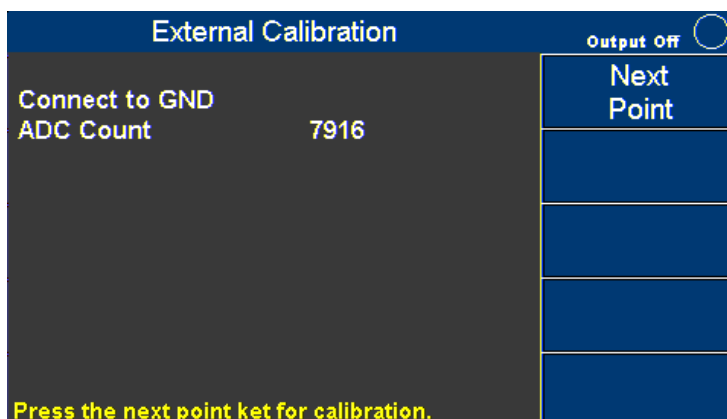 External Calibration
Output Off
Next
Point
Connect to GND
ADC Count 7916
Press the next point ket for calibration.